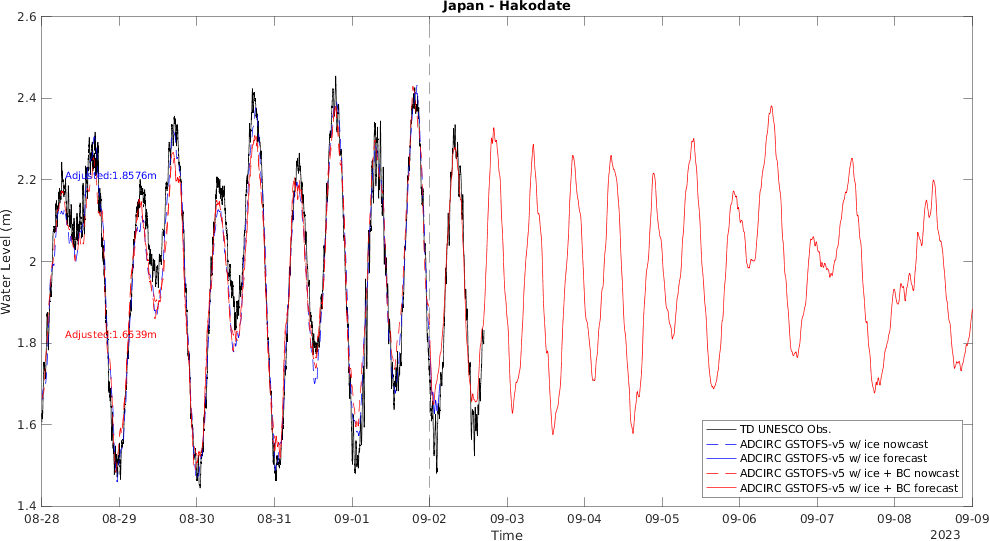 Japan - Hakodate
2.6
2.4
2.2
2
1.8
1.6
1.4
Water Level (m)
Adjusted:1.8576m
Adjusted:1.6639m
TD UNESCO Obs.
ADCIRC GSTOFS-v5 w/ ice nowcast
ADCIRC GSTOFS-v5 w/ ice forecast
ADCIRC GSTOFS-v5 w/ ice + BC nowcast
ADCIRC GSTOFS-v5 w/ ice + BC forecast
08-28 08-29 08-30 08-31 09-01 09-02 09-03 09-04 09-05 09-06 09-07 09-08 09-09
Time
2023